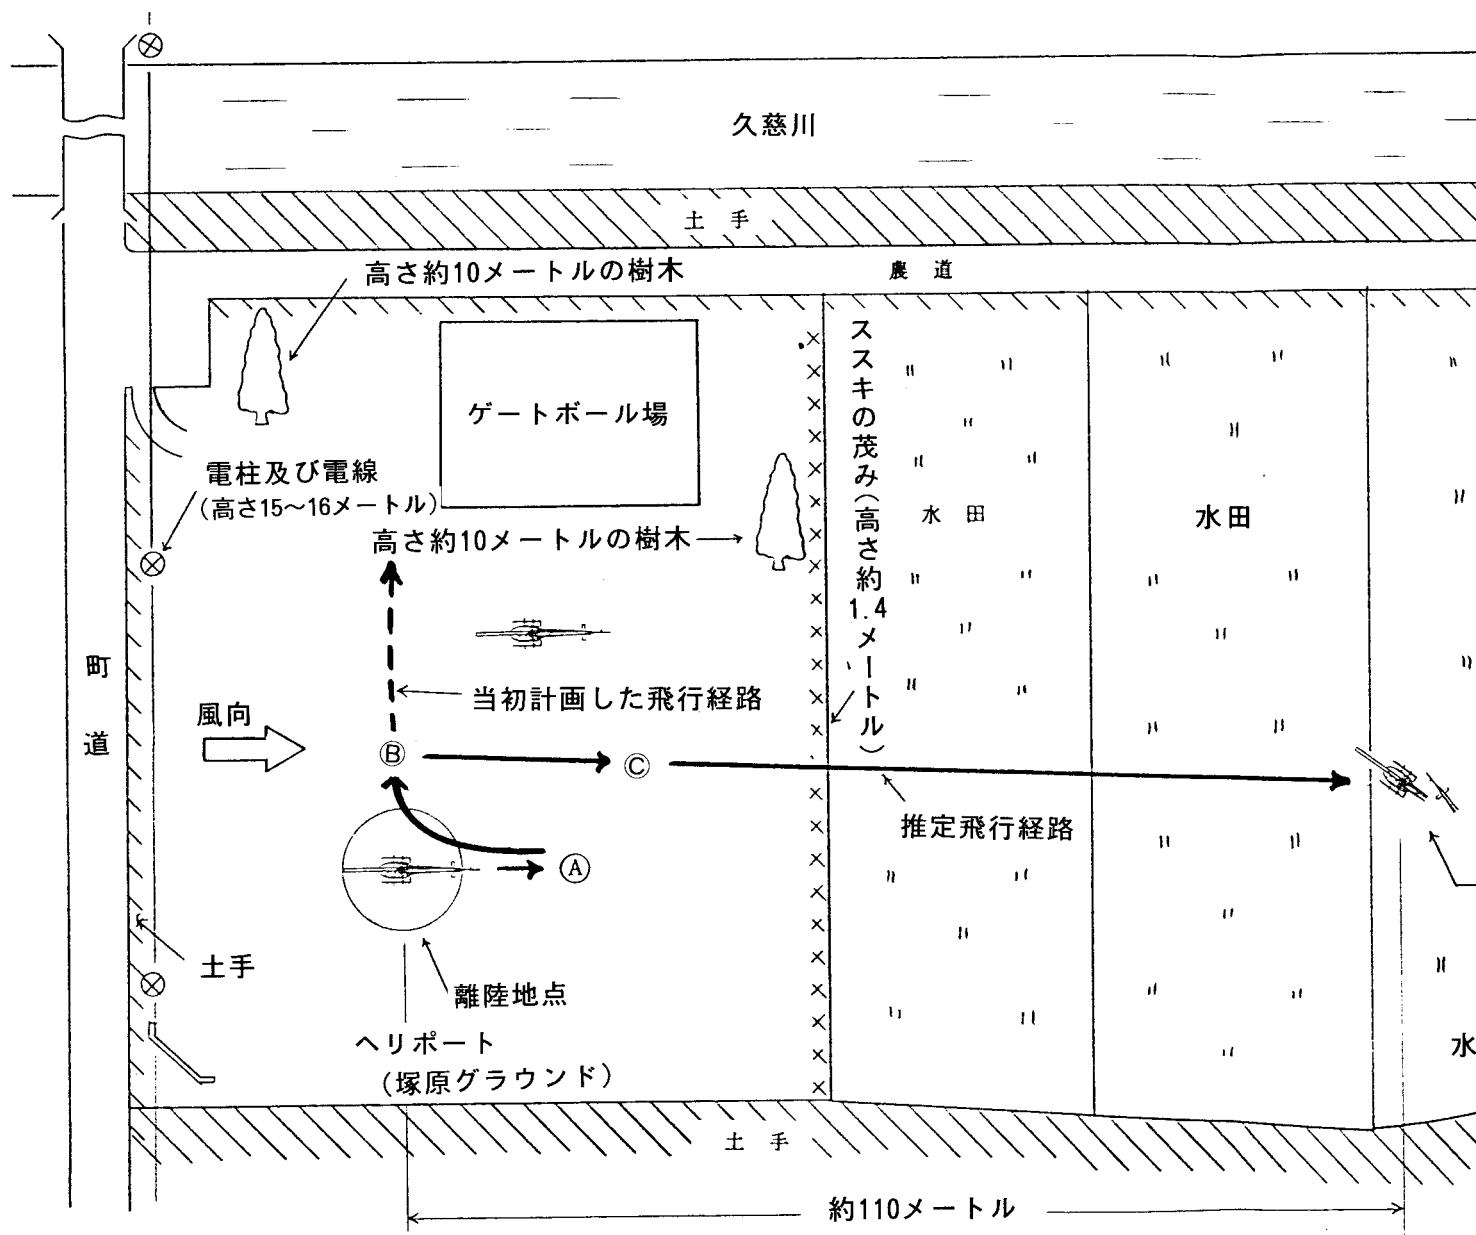 久慈川
土手
農道
高さ約10メートルの樹木
ススキの茂み(高さ約1.4メートル)
ゲートボール場
電柱及び電線
(高さ15〜16メートル)
水田
水田
高さ約10メートルの樹木
町道
当初計画した飛行経路
風向
B
C
推定飛行経路
A
土手
離陸地点
ヘリポート
(塚原グラウンド)
水
土手
約110メートル